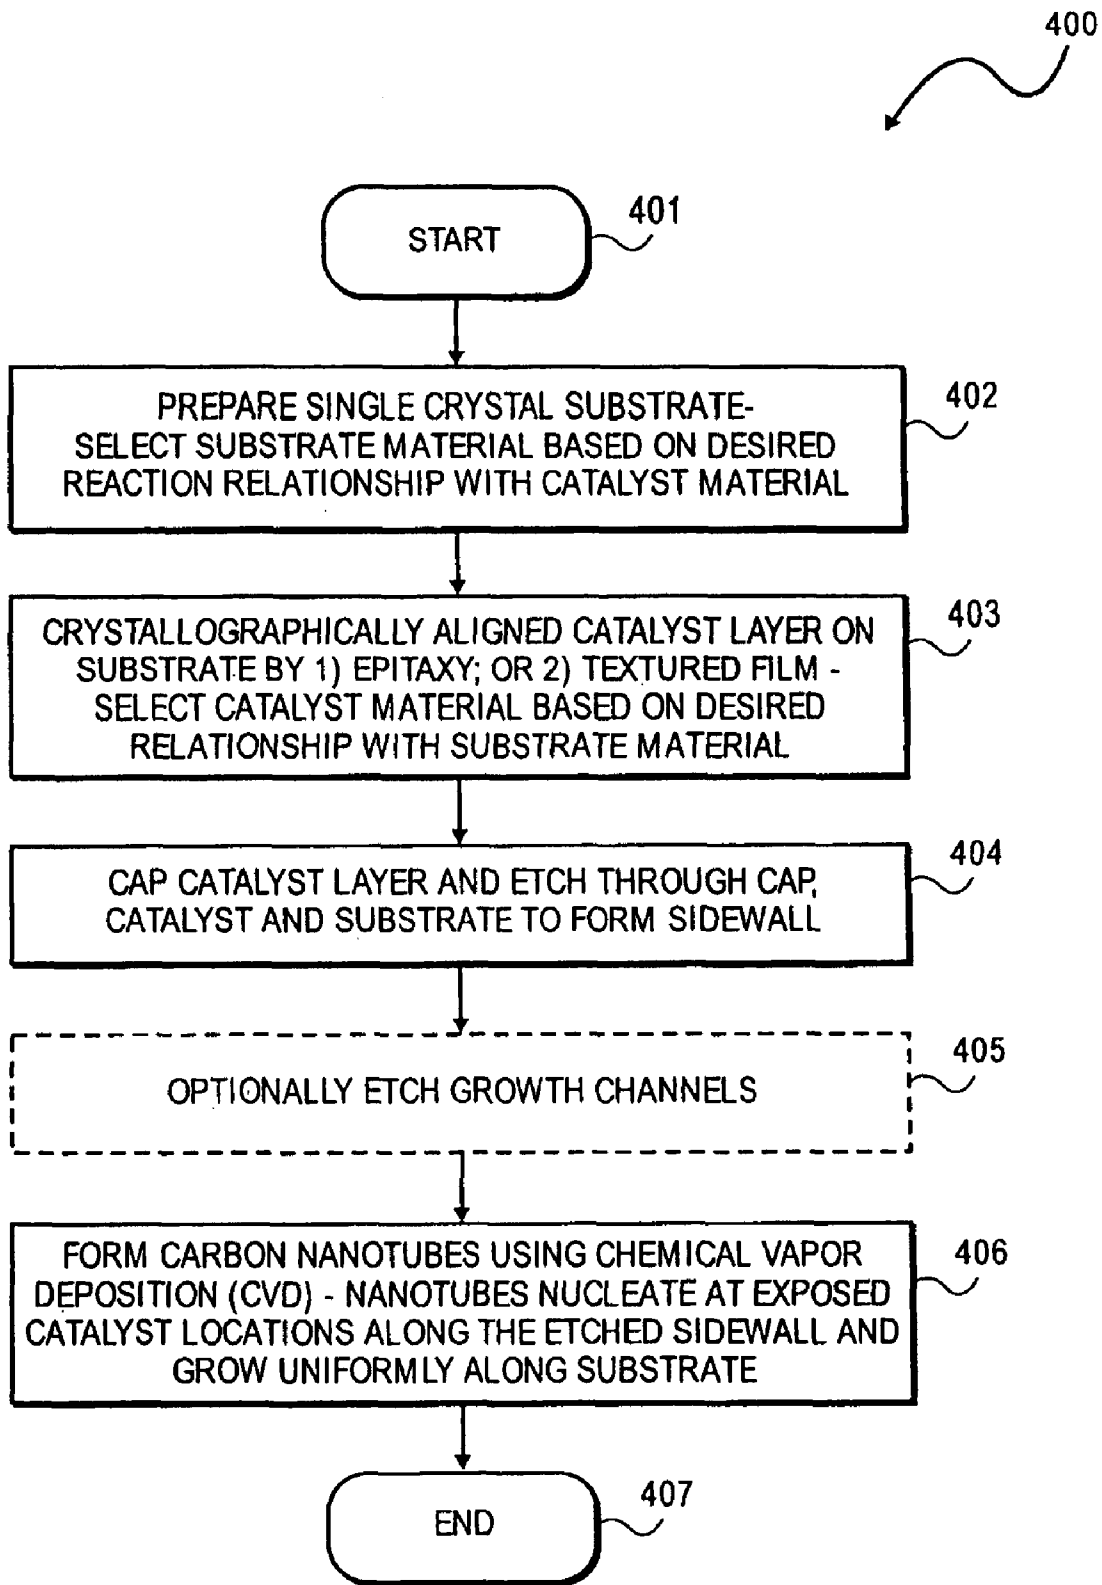 400
START
401
PREPARE SINGLE CRYSTAL SUBSTRATE-
SELECT SUBSTRATE MATERIAL BASED ON DESIRED
REACTION RELATIONSHIP WITH CATALYST MATERIAL
402
CRYSTALLOGRAPHICALLY ALIGNED CATALYST LAYER ON
SUBSTRATE BY 1) EPITAXY; OR 2) TEXTURED FILM -
SELECT CATALYST MATERIAL BASED ON DESIRED
RELATIONSHIP WITH SUBSTRATE MATERIAL
403
CAP CATALYST LAYER AND ETCH THROUGH CAP,
CATALYST AND SUBSTRATE TO FORM SIDEWALL
404
OPTIONALLY ETCH GROWTH CHANNELS
405
FORM CARBON NANOTUBES USING CHEMICAL VAPOR
DEPOSITION (CVD) - NANOTUBES NUCLEATE AT EXPOSED
CATALYST LOCATIONS ALONG THE ETCHED SIDEWALL AND
GROW UNIFORMLY ALONG SUBSTRATE
406
END
407